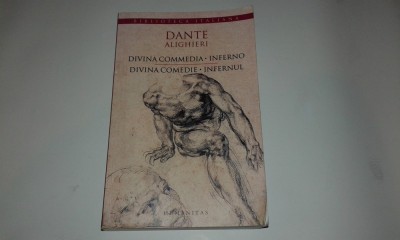 BIBLIOTECA ITALIANA
DANTE
ALIGHIERI
DIVINA COMMEDIA • INFERNO
DIVINA COMEDIE • INFERNUL
HUMANITAS